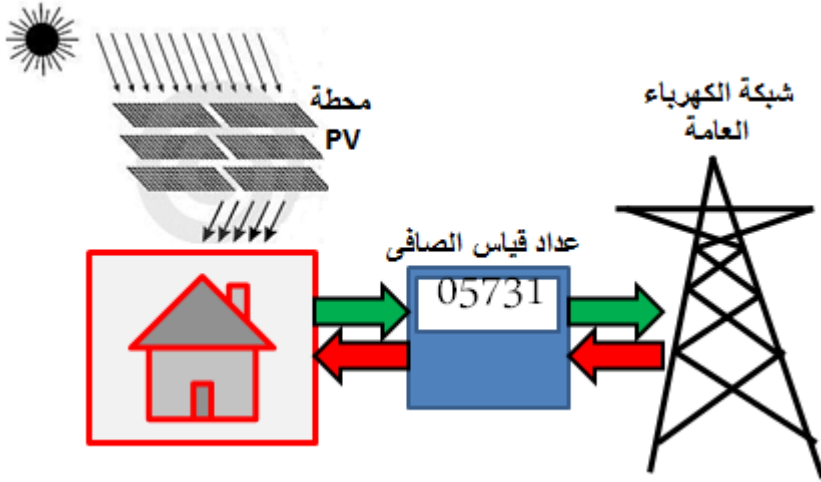 محطة
PV
شبكة الكهرباء
العامة
عداد قياس الصافى
05731